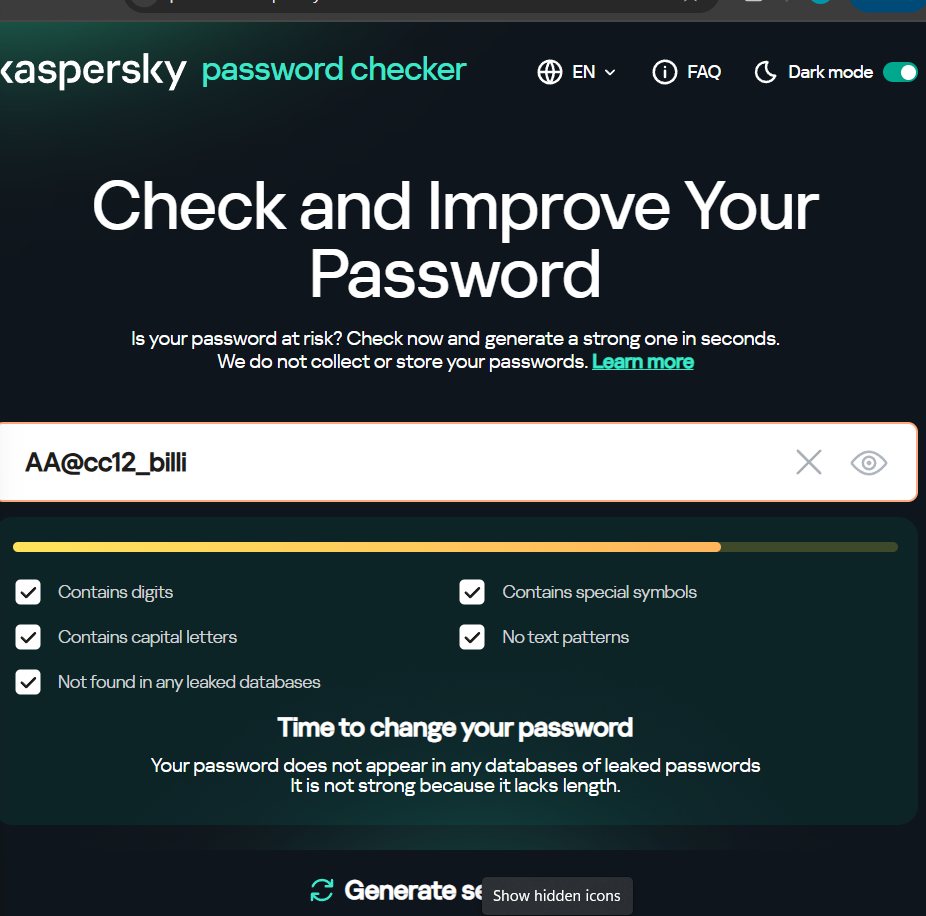 kaspersky password checker EN FAQ Dark mode
Check and Improve Your
Password
Is your password at risk? Check now and generate a strong one in seconds.
We do not collect or store your passwords. Learn more
AA@cc12_billi
Contains digits
Contains special symbols
Contains capital letters
No text patterns
Not found in any leaked databases
Time to change your password
Your password does not appear in any databases of leaked passwords
It is not strong because it lacks length.
Generate
Show hidden icons